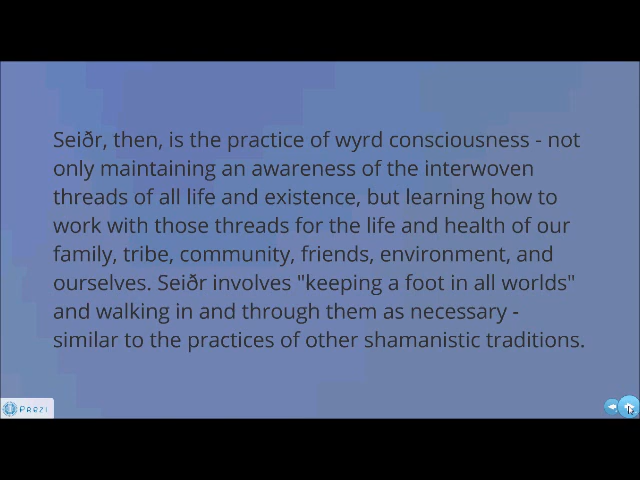 Seiðr, then, is the practice of wyrd consciousness - not
only maintaining an awareness of the interwoven
threads of all life and existence, but learning how to
work with those threads for the life and health of our
family, tribe, community, friends, environment, and
ourselves. Seiðr involves "keeping a foot in all worlds"
and walking in and through them as necessary -
similar to the practices of other shamanistic traditions.
Prezi